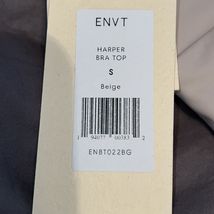 ENVT
HARPER
BRA TOP
S
Beige
ENBT022BG